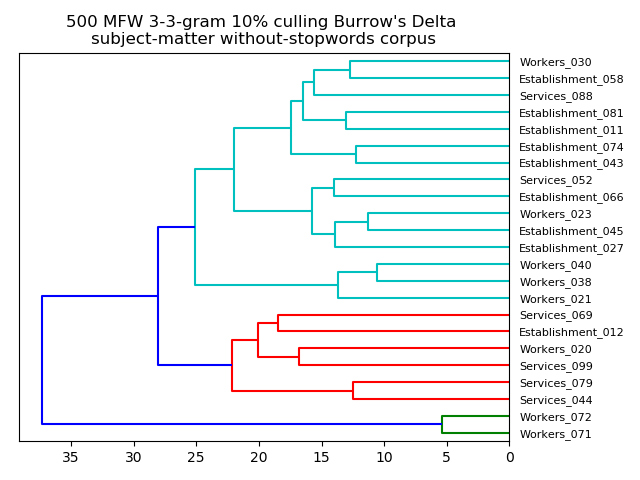 500 MFW 3-3-gram 10% culling Burrow's Delta
subject-matter without-stopwords corpus
Workers_030
Establishment_058
Services_088
Establishment_081
Establishment_011
Establishment_074
Establishment_043
Services_052
Establishment_066
Workers_023
Establishment_045
Establishment_027
Workers_040
Workers_038
Workers_021
Services_069
Establishment_012
Workers_020
Services_099
Services_079
Services_044
Workers_072
Workers_071
35 30 25 20 15 10 5 0